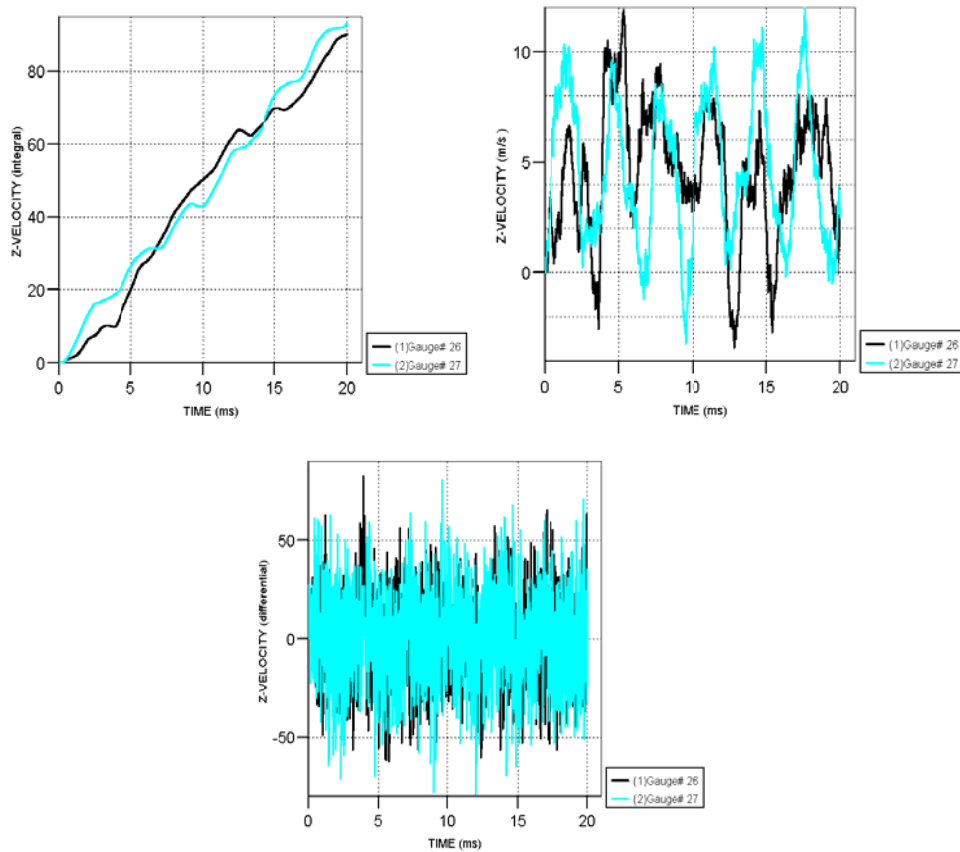 80
60
40
20
0
Z-VELOCITY (integral)
0 5 10 15 20
TIME (ms)
(1)Gauge# 26
(2)Gauge# 27
10
5
0
Z-VELOCITY (m/s)
0 5 10 15 20
TIME (ms)
(1)Gauge# 26
(2)Gauge# 27
50
0
-50
Z-VELOCITY (differential)
0 5 10 15 20
TIME (ms)
(1)Gauge# 26
(2)Gauge# 27